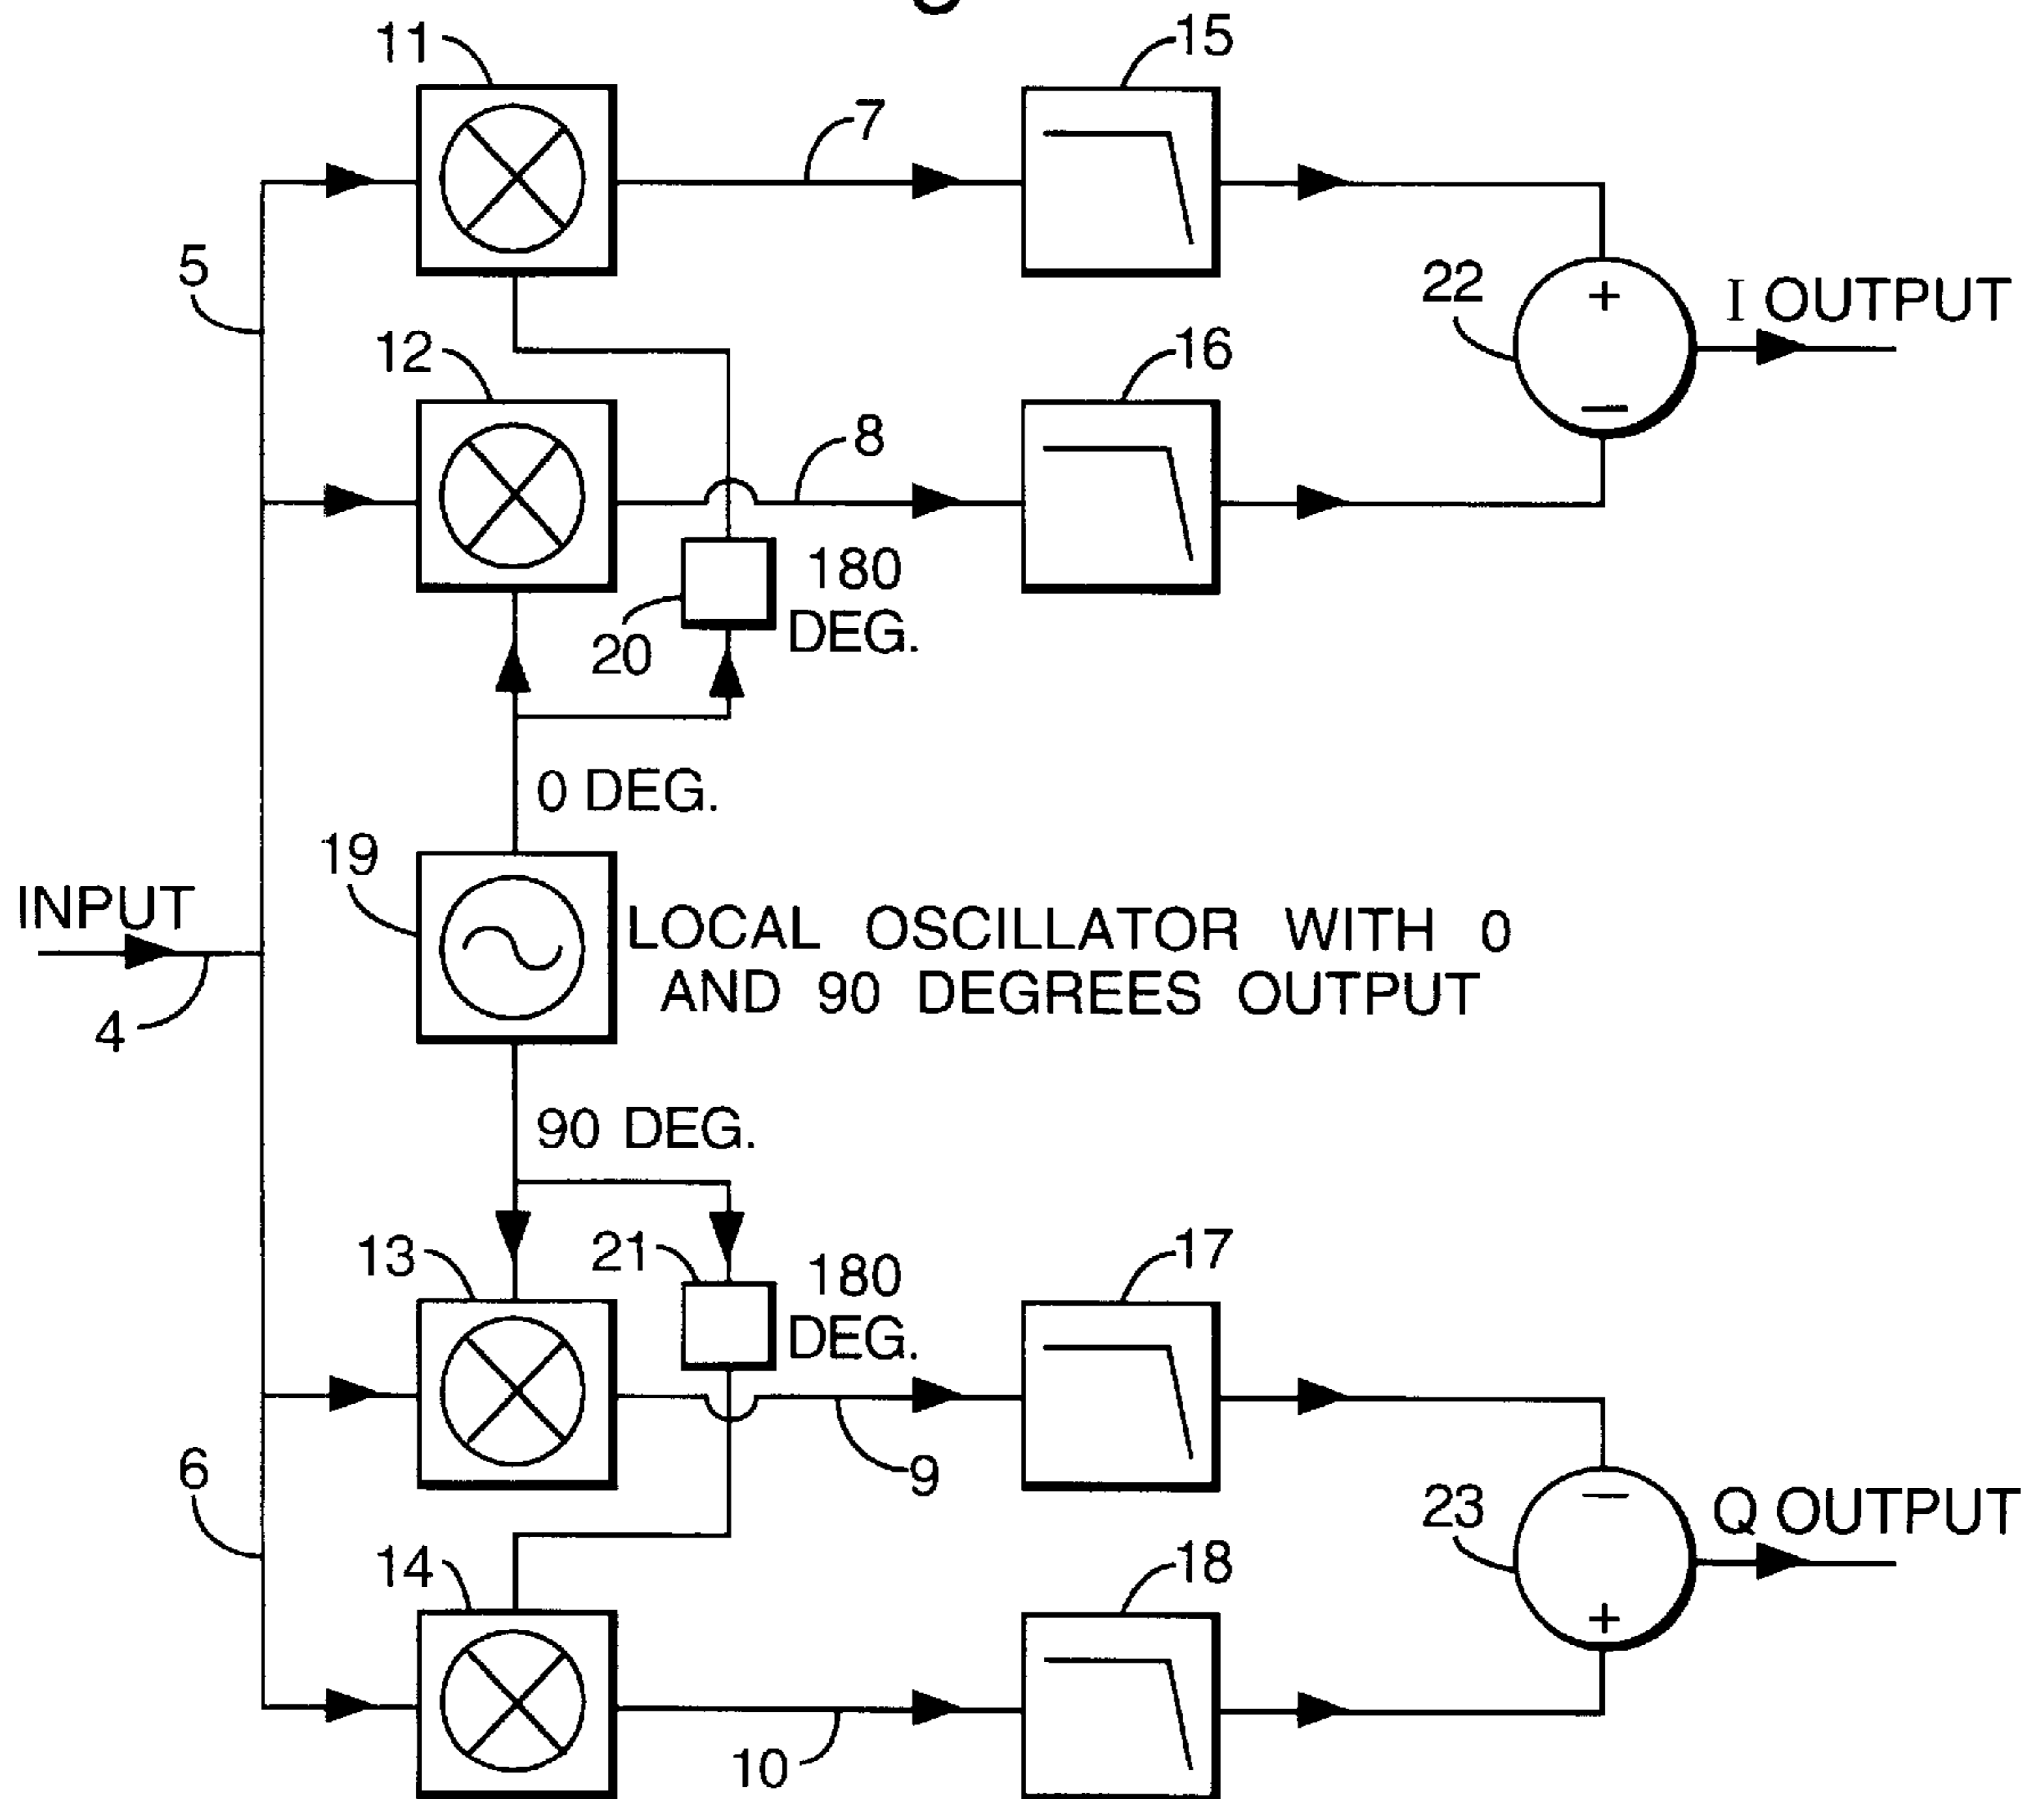 11
15
7
5
22
I OUTPUT
+
−
12
16
8
180
DEG.
20
0 DEG.
19
INPUT
LOCAL OSCILLATOR WITH 0
AND 90 DEGREES OUTPUT
4
90 DEG.
13
21
180
DEG.
17
6
9
23
Q OUTPUT
−
+
14
18
10